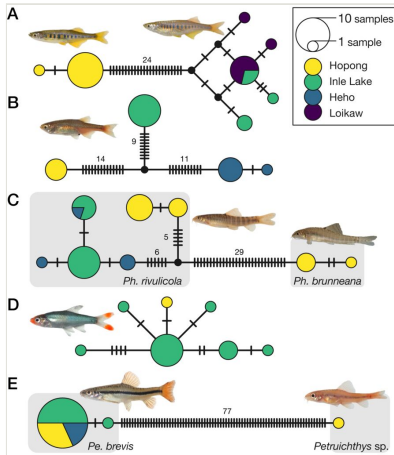 A
24
10 samples
1 sample
Hopong
Inle Lake
Heho
Loikaw
B
9
14
11
C
5
6
29
Ph. rivulicola
Ph. brunneana
D
E
77
Pe. brevis
Petruichthys sp.